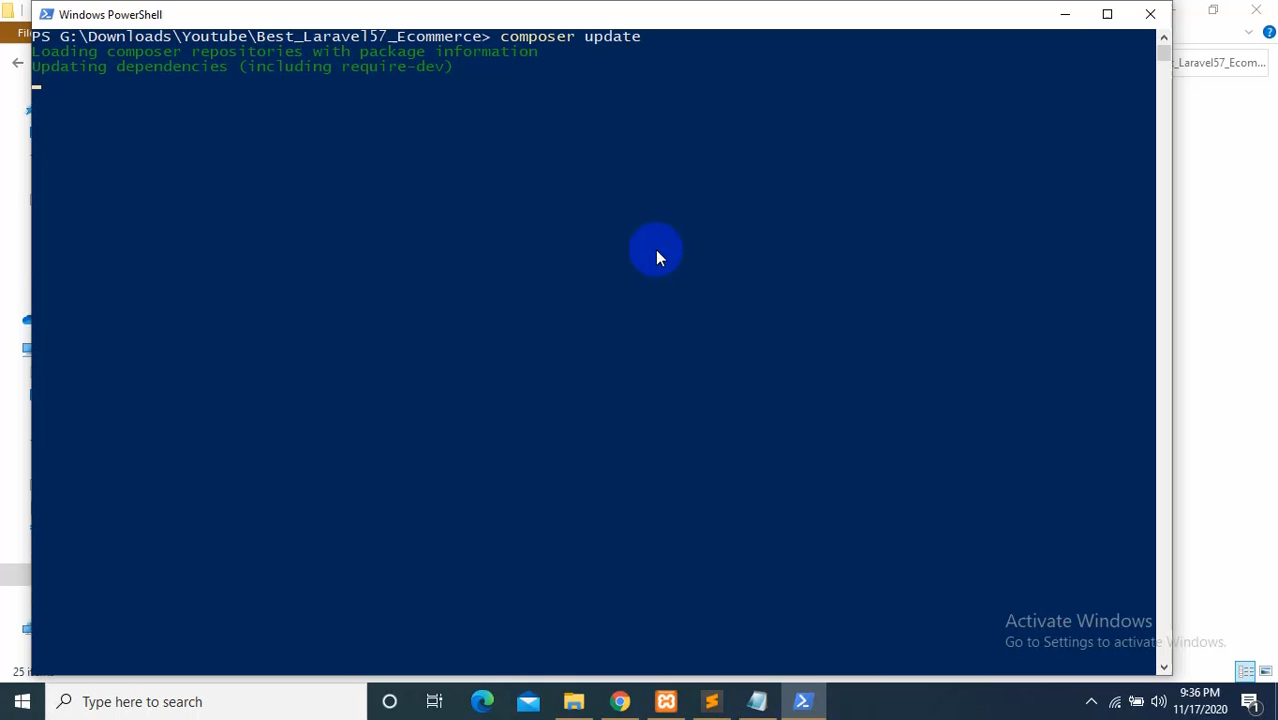 Windows PowerShell
PS G:\Downloads\Youtube\Best_Laravel57_Ecommerce> composer update
Loading composer repositories with package information
Updating dependencies (including require-dev)
_Laravel57_Ecom...
Activate Windows
Go to Settings to activate Windows.
Type here to search
9:36 PM
11/17/2020
1